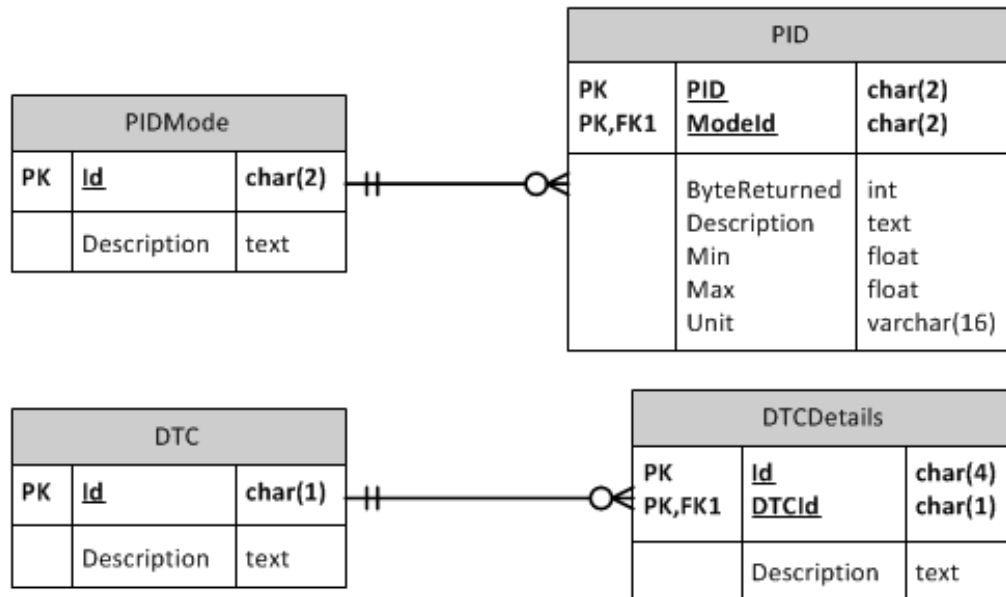 PIDMode
PK Id char(2)
Description text
PID
PK PID char(2)
PK,FK1 ModeId char(2)
ByteReturned int
Description text
Min float
Max float
Unit varchar(16)
DTC
PK Id char(1)
Description text
DTCDetails
PK Id char(4)
PK,FK1 DTCId char(1)
Description text